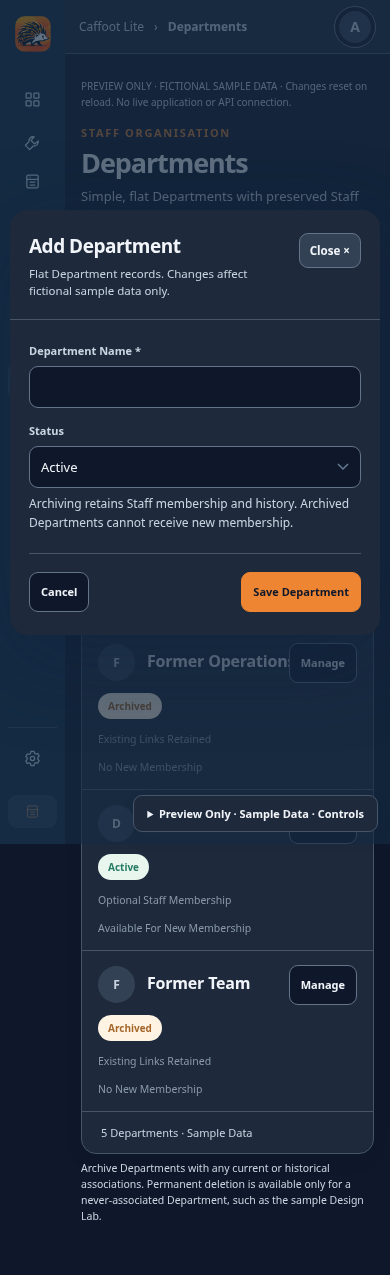 Caffoot Lite › Departments
A
PREVIEW ONLY · FICTIONAL SAMPLE DATA · Changes reset on
reload. No live application or API connection.
STAFF ORGANISATION
Departments
Simple, flat Departments with preserved Staff
Add Department
Close ×
Flat Department records. Changes affect
fictional sample data only.
Department Name *
Status
Active
Archiving retains Staff membership and history. Archived
Departments cannot receive new membership.
Cancel
Save Department
F
Former Operations
Manage
Archived
Existing Links Retained
No New Membership
D
▶ Preview Only · Sample Data · Controls
Active
Optional Staff Membership
Available For New Membership
F
Former Team
Manage
Archived
Existing Links Retained
No New Membership
5 Departments · Sample Data
Archive Departments with any current or historical
associations. Permanent deletion is available only for a
never-associated Department, such as the sample Design
Lab.